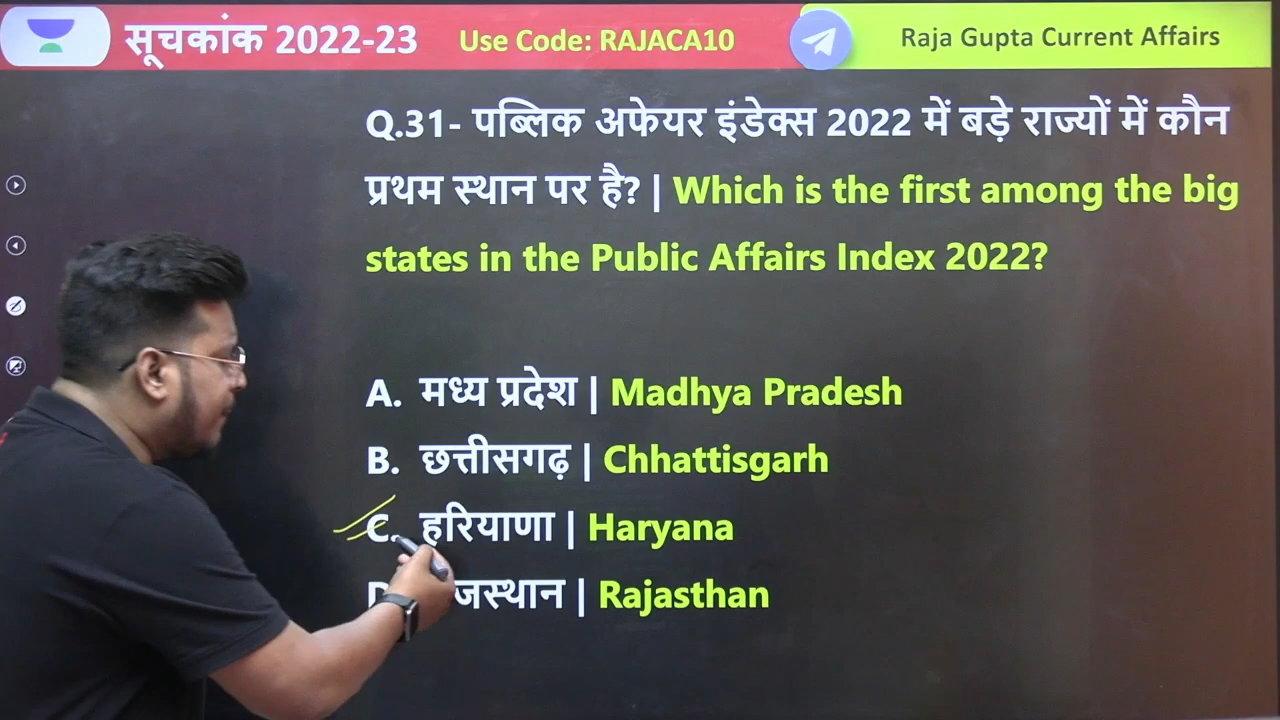 सूचकांक 2022-23
Use Code: RAJACA10
Raja Gupta Current Affairs
Q.31- पब्लिक अफेयर इंडेक्स 2022 में बड़े राज्यों में कौन
प्रथम स्थान पर है? | Which is the first among the big
states in the Public Affairs Index 2022?
A. मध्य प्रदेश | Madhya Pradesh
B. छत्तीसगढ़ | Chhattisgarh
C. हरियाणा | Haryana
| Rajasthan